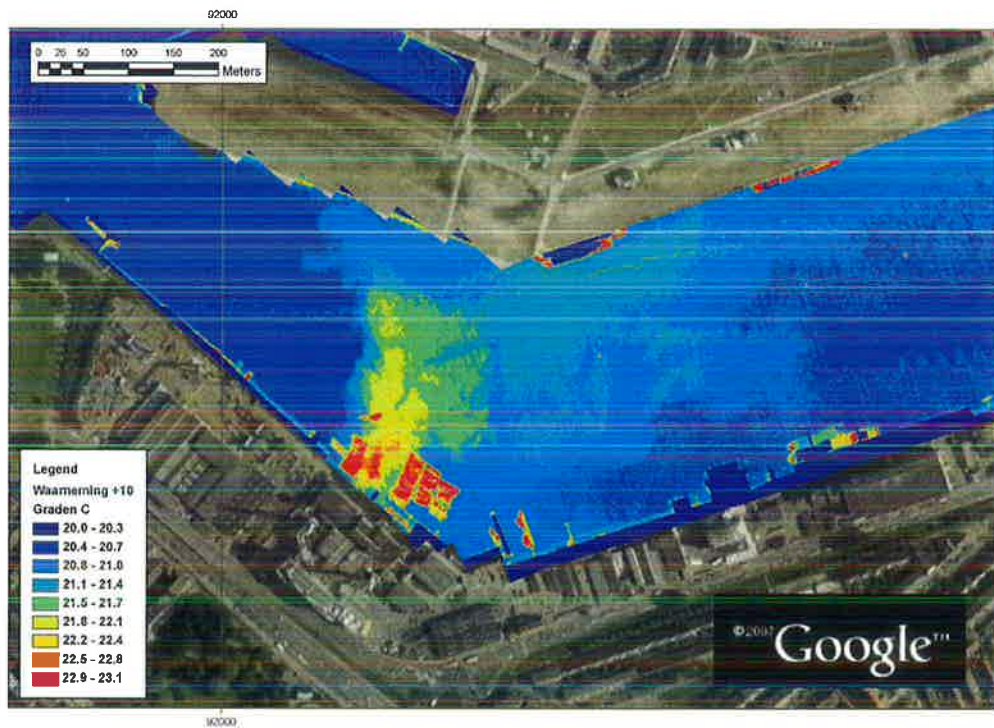 92000
0 25 50 100 150 200
Meters
Legend
Waarneming +10
Graden C
20.0 - 20.3
20.4 - 20.7
20.8 - 21.0
21.1 - 21.4
21.5 - 21.7
21.8 - 22.1
22.2 - 22.4
22.5 - 22.8
22.9 - 23.1
©2007 Google™
92000